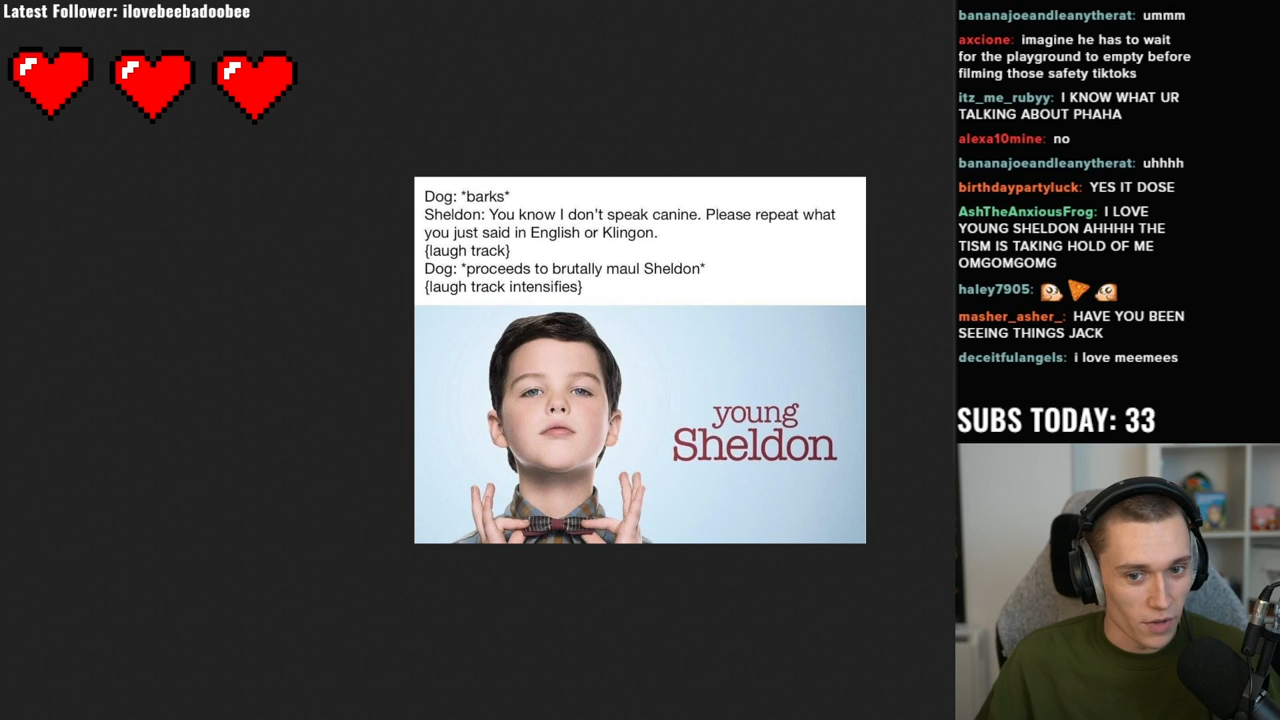 Latest Follower: ilovebeebadoobee
Dog: *barks*
Sheldon: You know I don't speak canine. Please repeat what
you just said in English or Klingon.
{laugh track}
Dog: *proceeds to brutally maul Sheldon*
{laugh track intensifies}
young
Sheldon
bananajoeandleanytherat: ummm
axcione: imagine he has to wait
for the playground to empty before
filming those safety tiktoks
itz_me_rubyy: I KNOW WHAT UR
TALKING ABOUT PHAHA
alexa10mine: no
bananajoeandleanytherat: uhhhh
birthdaypartyluck: YES IT DOSE
AshTheAnxiousFrog: I LOVE
YOUNG SHELDON AHHHH THE
TISM IS TAKING HOLD OF ME
OMGOMGOMG
haley7905:
masher_asher_: HAVE YOU BEEN
SEEING THINGS JACK
deceitfulangels: i love meemees
SUBS TODAY: 33